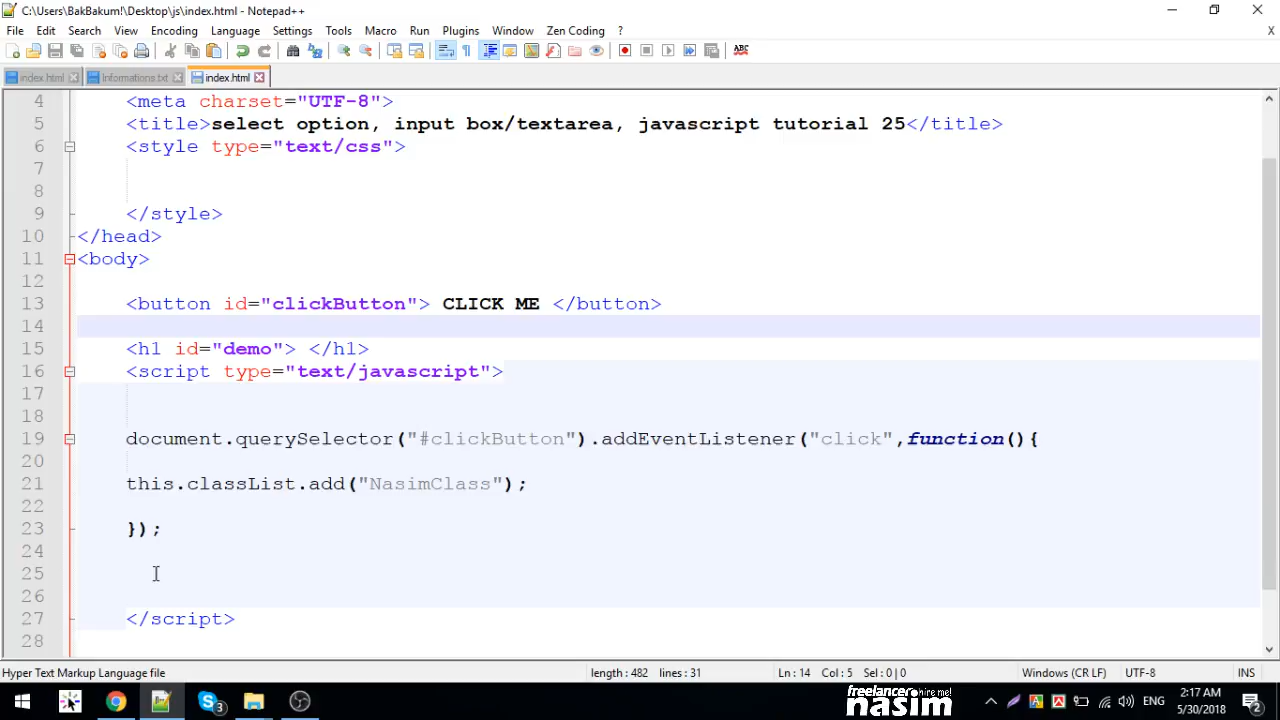 C:\Users\BakBakum!\Desktop\js\index.html - Notepad++
File Edit Search View Encoding Language Settings Tools Macro Run Plugins Window Zen Coding ? X
ABC
index.html Informations.txt index.html
4 <meta charset="UTF-8">
5 <title>select option, input box/textarea, javascript tutorial 25</title>
6 <style type="text/css">
7
8
9 </style>
10 </head>
11 <body>
12
13 <button id="clickButton"> CLICK ME </button>
14
15 <h1 id="demo"> </h1>
16 <script type="text/javascript">
17
18
19 document.querySelector("#clickButton").addEventListener("click",function(){
20
21 this.classList.add("NasimClass");
22
23 });
24
25
26
27 </script>
28
Hyper Text Markup Language file length : 482 lines : 31 Ln : 14 Col : 5 Sel : 0 | 0 Windows (CR LF) UTF-8 INS
3 freelancer hire me! nasim ENG 2:17 AM 5/30/2018 2